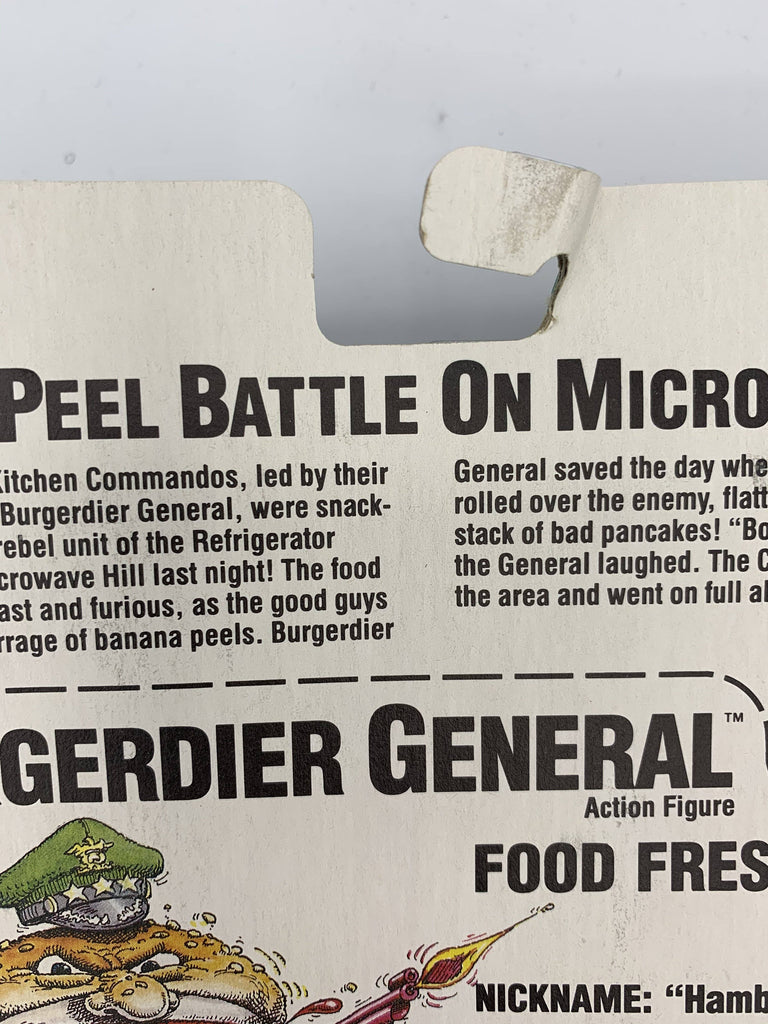 PEEL BATTLE ON MICRO
Kitchen Commandos, led by their
Burgerdier General, were snack-
rebel unit of the Refrigerator
crowave Hill last night! The food
ast and furious, as the good guys
rrage of banana peels. Burgerdier
General saved the day whe
rolled over the enemy, flatt
stack of bad pancakes! “Bo
the General laughed. The C
the area and went on full al
GERDIER GENERAL™
Action Figure
FOOD FRES
NICKNAME: “Hamb